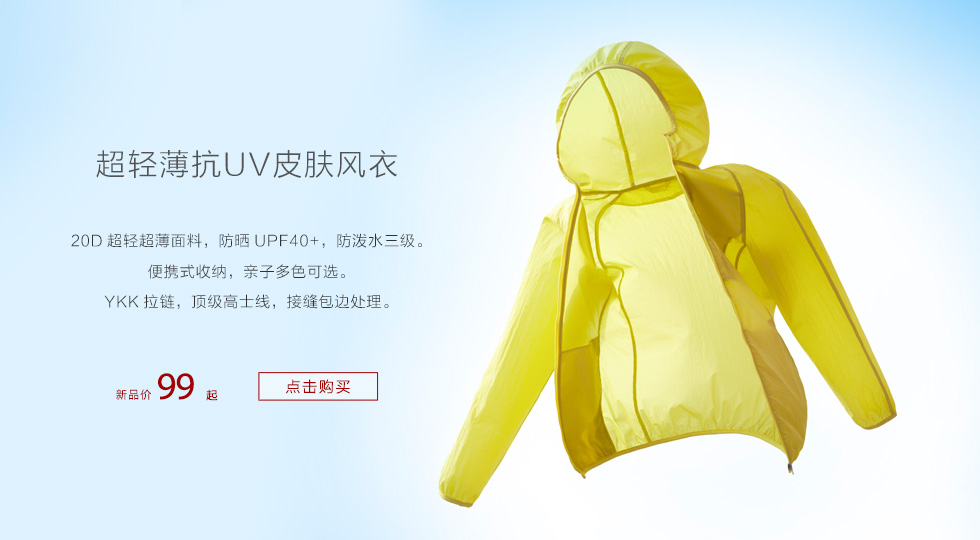 超轻薄抗UV皮肤风衣
20D 超轻超薄面料，防晒 UPF40+，防泼水三级。
便携式收纳，亲子多色可选。
YKK 拉链，顶级高士线，接缝包边处理。
新品价 99 起
点击购买